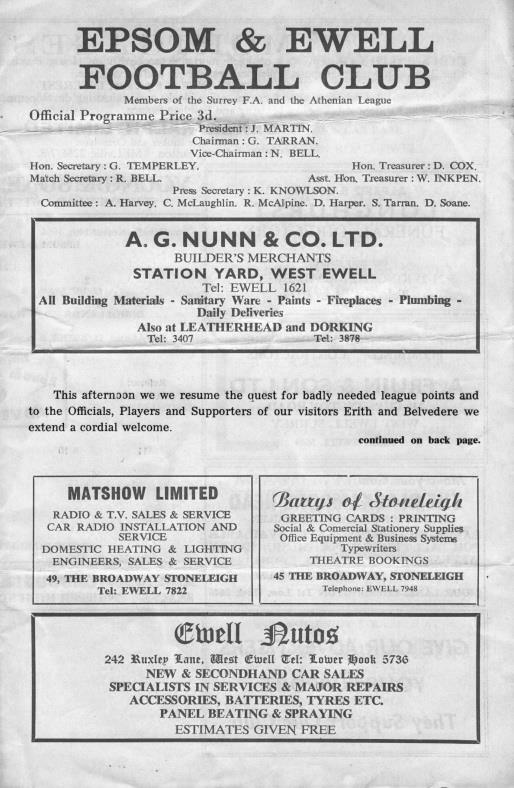 EPSOM & EWELL
FOOTBALL CLUB
Members of the Surrey F.A. and the Athenian League
Official Programme Price 3d.
President : J. MARTIN.
Chairman : G. TARRAN.
Vice-Chairman : N. BELL.
Hon. Secretary : G. TEMPERLEY. Hon. Treasurer : D. COX.
Match Secretary : R. BELL. Asst. Hon. Treasurer : W. INKPEN.
Press Secretary : K. KNOWLSON.
Committee : A. Harvey, C. McLaughlin, R. McAlpine, D. Harper, S. Tarran, D. Soane.
A. G. NUNN & CO. LTD.
BUILDER'S MERCHANTS
STATION YARD, WEST EWELL
Tel: EWELL 1621
All Building Materials - Sanitary Ware - Paints - Fireplaces - Plumbing -
Daily Deliveries
Also at LEATHERHEAD and DORKING
Tel: 3407 Tel: 3878
This afternoon we we resume the quest for badly needed league points and
to the Officials, Players and Supporters of our visitors Erith and Belvedere we
extend a cordial welcome.
continued on back page.
MATSHOW LIMITED
RADIO & T.V. SALES & SERVICE
CAR RADIO INSTALLATION AND
SERVICE
DOMESTIC HEATING & LIGHTING
ENGINEERS, SALES & SERVICE
49, THE BROADWAY STONELEIGH
Tel: EWELL 7822
Barrys of Stoneleigh
GREETING CARDS : PRINTING
Social & Comercial Stationery Supplies
Office Equipment & Business Systems
Typewriters
THEATRE BOOKINGS
45 THE BROADWAY, STONELEIGH
Telephone: EWELL 7948
Ewell Autos
242 Ruxley Lane, West Ewell Tel: Lower Hook 5736
NEW & SECONDHAND CAR SALES
SPECIALISTS IN SERVICES & MAJOR REPAIRS
ACCESSORIES, BATTERIES, TYRES ETC.
PANEL BEATING & SPRAYING
ESTIMATES GIVEN FREE